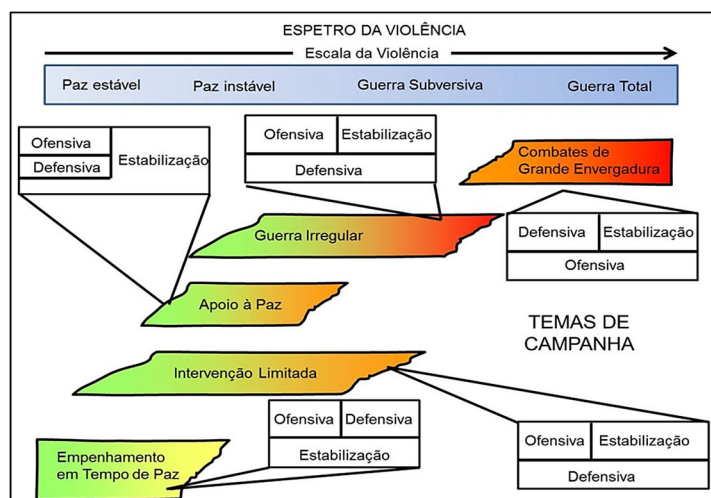 ESPETRO DA VIOLÊNCIA
Escala da Violência
Paz estável
Paz instável
Guerra Subversiva
Guerra Total
Ofensiva
Defensiva
Estabilização
Ofensiva
Estabilização
Defensiva
Combates de
Grande Envergadura
Guerra Irregular
Defensiva
Estabilização
Ofensiva
Apoio à Paz
TEMAS DE
CAMPANHA
Intervenção Limitada
Ofensiva
Defensiva
Estabilização
Ofensiva
Estabilização
Defensiva
Empenhamento
em Tempo de Paz